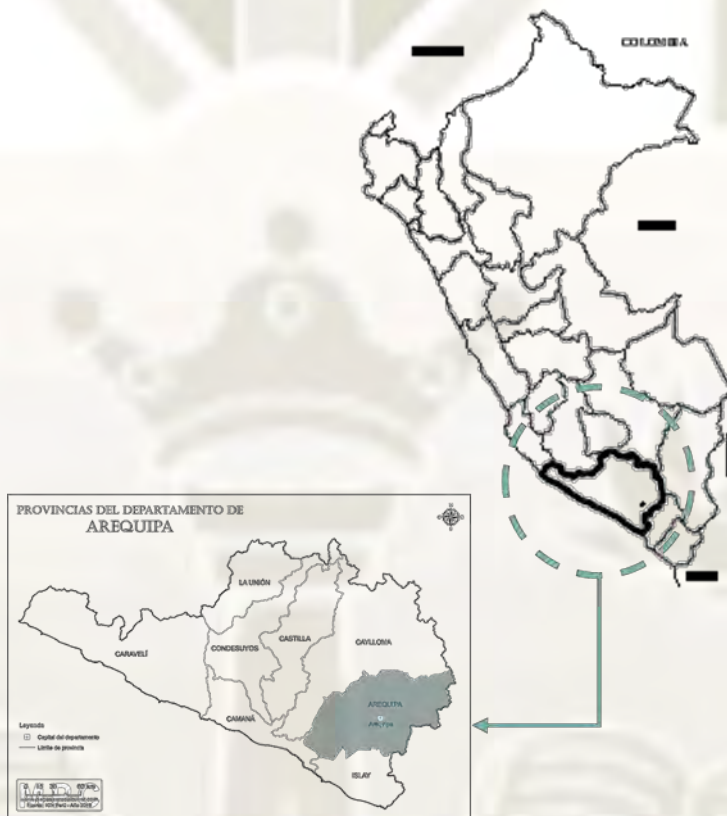 COLOMBIA
PROVINCIAS DEL DEPARTAMENTO DE
AREQUIPA
LA UNIÓN
CARAVELÍ
CONDESUYOS
CASTILLA
CAYLLOMA
AREQUIPA
CAMANÁ
ISLAY
Leyenda
Capital del departamento
Límite de provincia